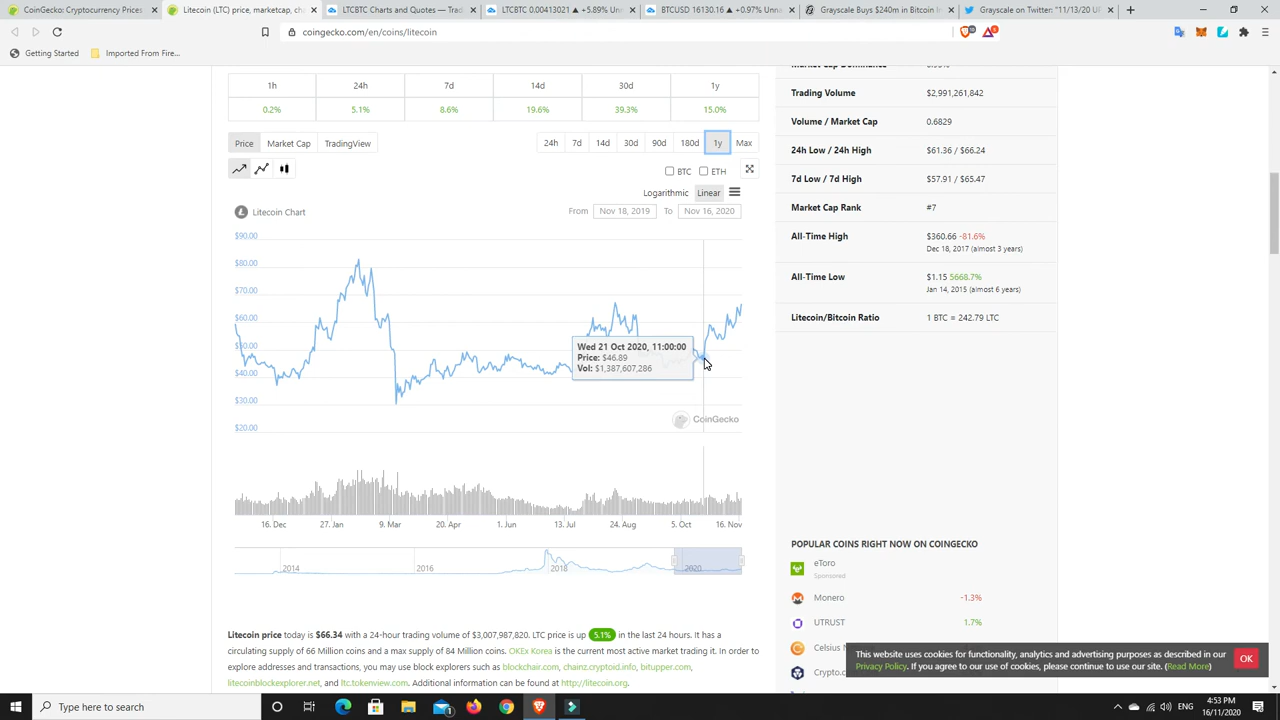 CoinGecko: Cryptocurrency Prices
Litecoin (LTC) price, marketcap, ch
LTCBTC Charts and Quotes — Trad
LTCBTC 0.00413021 ▲ +5.89% Unna
BTCUSD 16130.16 ▲ +0.97% Unnam
Grayscale Buys $240m in Bitcoin in
Grayscale on Twitter: "11/13/20 UP
coingecko.com/en/coins/litecoin
Getting Started
Imported From Fire...
1h 24h 7d 14d 30d 1y
0.2% 5.1% 8.6% 19.6% 39.3% 15.0%
Price Market Cap TradingView
24h 7d 14d 30d 90d 180d 1y Max
BTC ETH
Logarithmic Linear
Litecoin Chart
From Nov 18, 2019 To Nov 16, 2020
$90.00
$80.00
$70.00
$60.00
$50.00
$40.00
$30.00
$20.00
Wed 21 Oct 2020, 11:00:00
Price: $46.89
Vol: $1,387,607,286
CoinGecko
16. Dec 27. Jan 9. Mar 20. Apr 1. Jun 13. Jul 24. Aug 5. Oct 16. Nov
2014 2016 2018 2020
Litecoin price today is $66.34 with a 24-hour trading volume of $3,007,987,820. LTC price is up 5.1% in the last 24 hours. It has a
circulating supply of 66 Million coins and a max supply of 84 Million coins. OKEx Korea is the current most active market trading it. In order to
explore addresses and transactions, you may use block explorers such as blockchair.com, chainz.cryptoid.info, bitupper.com,
litecoinblockexplorer.net, and ltc.tokenview.com. Additional information can be found at http://litecoin.org.
Market Cap Dominance
Trading Volume $2,991,261,842
Volume / Market Cap 0.6829
24h Low / 24h High $61.36 / $66.24
7d Low / 7d High $57.91 / $65.47
Market Cap Rank #7
All-Time High $360.66 -81.6%
Dec 18, 2017 (almost 3 years)
All-Time Low $1.15 5668.7%
Jan 14, 2015 (almost 6 years)
Litecoin/Bitcoin Ratio 1 BTC = 242.79 LTC
POPULAR COINS RIGHT NOW ON COINGECKO
eToro
Sponsored
Monero -1.3%
UTRUST 1.7%
Celsius N
Crypto.c
This website uses cookies for functionality, analytics and advertising purposes as described in our
Privacy Policy. If you agree to our use of cookies, please continue to use our site. (Read More)
OK
Type here to search
ENG
4:53 PM
16/11/2020